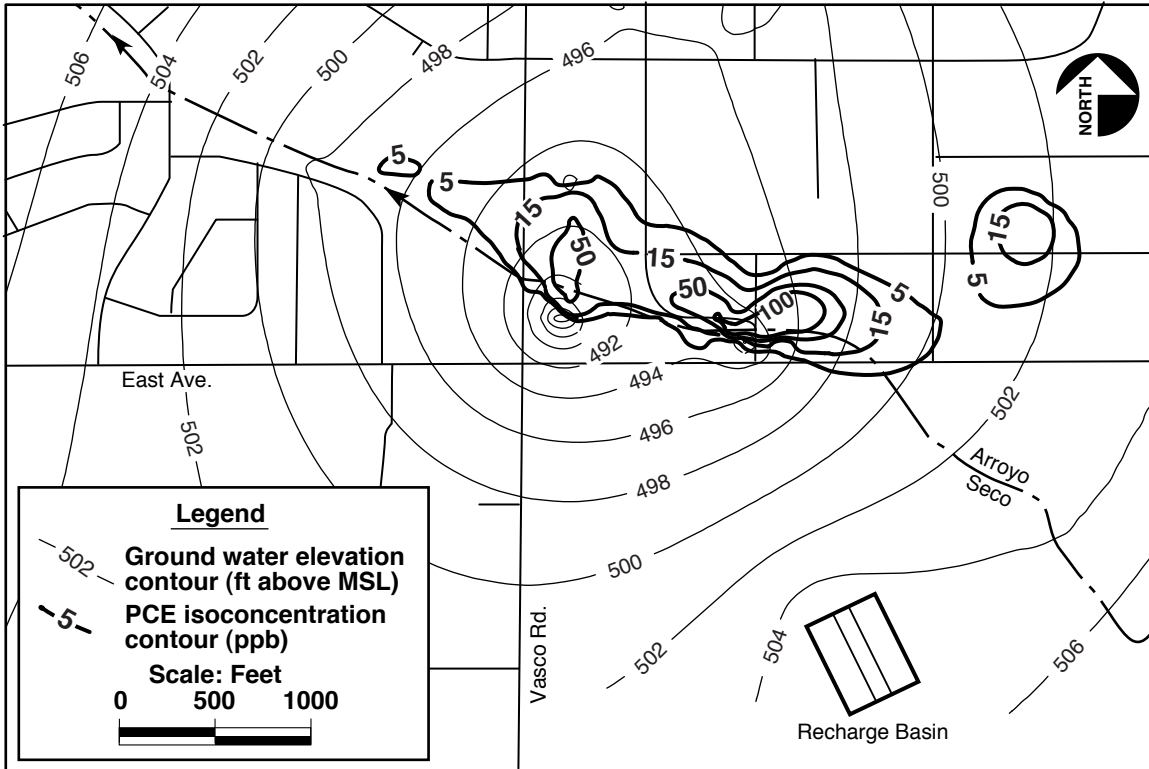 506
504
502
500
498
496
NORTH
5
5
15
50
15
50
100
5
15
500
15
5
492
494
496
498
500
502
502
East Ave.
502
Arroyo
Seco
Vasco Rd.
502
504
506
Recharge Basin
Legend
502
Ground water elevation
contour (ft above MSL)
5
PCE isoconcentration
contour (ppb)
Scale: Feet
0 500 1000